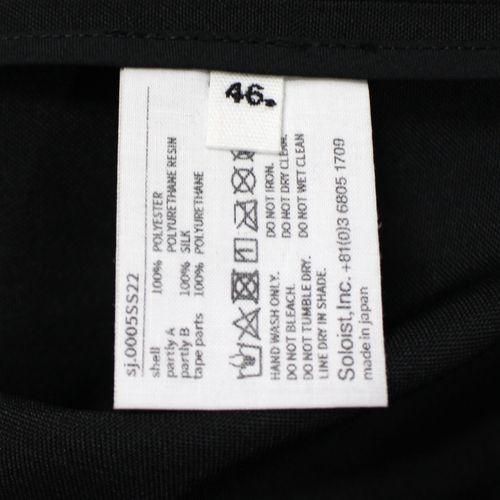 46.
sj.0005SS22
shell 100% POLYESTER
partly A POLYURETHANE RESIN
partly B 100% SILK
tape parts 100% POLYURETHANE
HAND WASH ONLY. DO NOT IRON.
DO NOT BLEACH. DO NOT DRY CLEAN.
DO NOT TUMBLE DRY. DO NOT WET CLEAN
LINE DRY IN SHADE.
Soloist,Inc. +81(0)3 6805 1709
made in japan